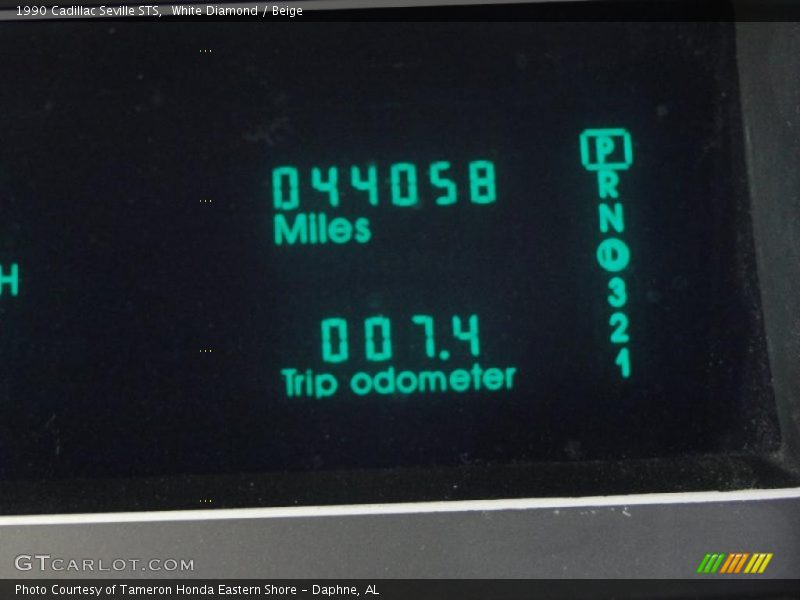 1990 Cadillac Seville STS,  White Diamond / Beige
044058
Miles
P
R
N
D
3
2
1
H
007.4
Trip odometer
GTCARLOT.COM
Photo Courtesy of Tameron Honda Eastern Shore - Daphne, AL